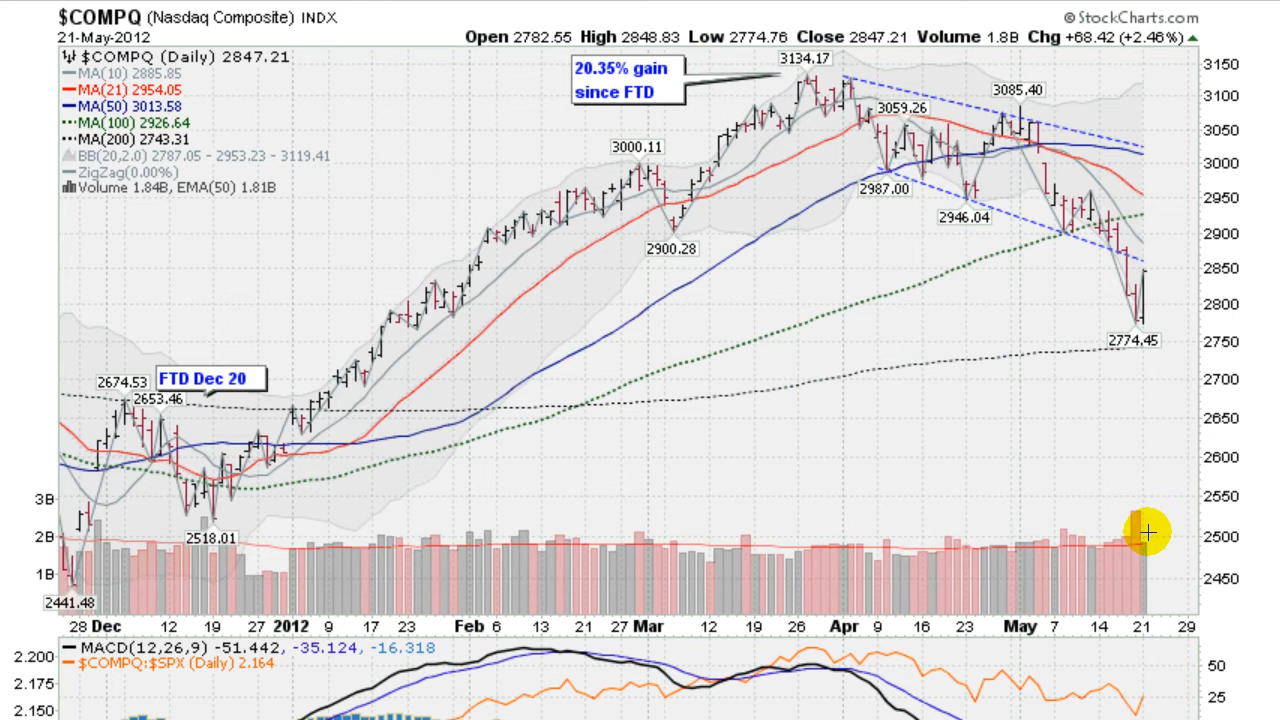 $COMPQ (Nasdaq Composite) INDX
© StockCharts.com
21-May-2012
Open 2782.55 High 2848.83 Low 2774.76 Close 2847.21 Volume 1.8B Chg +68.42 (+2.46%)
$COMPQ (Daily) 2847.21
MA(10) 2885.85
MA(21) 2954.05
MA(50) 3013.58
MA(100) 2926.64
MA(200) 2743.31
BB(20,2.0) 2787.05 - 2953.23 - 3119.41
ZigZag(0.00%)
Volume 1.84B, EMA(50) 1.81B
20.35% gain
since FTD
3134.17
3085.40
3059.26
3000.11
2987.00
2946.04
2900.28
2774.45
2674.53
FTD Dec 20
2653.46
2518.01
2441.48
3150
3100
3050
3000
2950
2900
2850
2800
2750
2700
2650
2600
2550
2500
2450
3B
2B
1B
28 Dec 12 19 27 2012 9 17 23 Feb 6 13 21 27 Mar 12 19 26 Apr 9 16 23 May 7 14 21 29
MACD(12,26,9) -51.442, -35.124, -16.318
$COMPQ:$SPX (Daily) 2.164
2.200
2.175
2.150
50
25